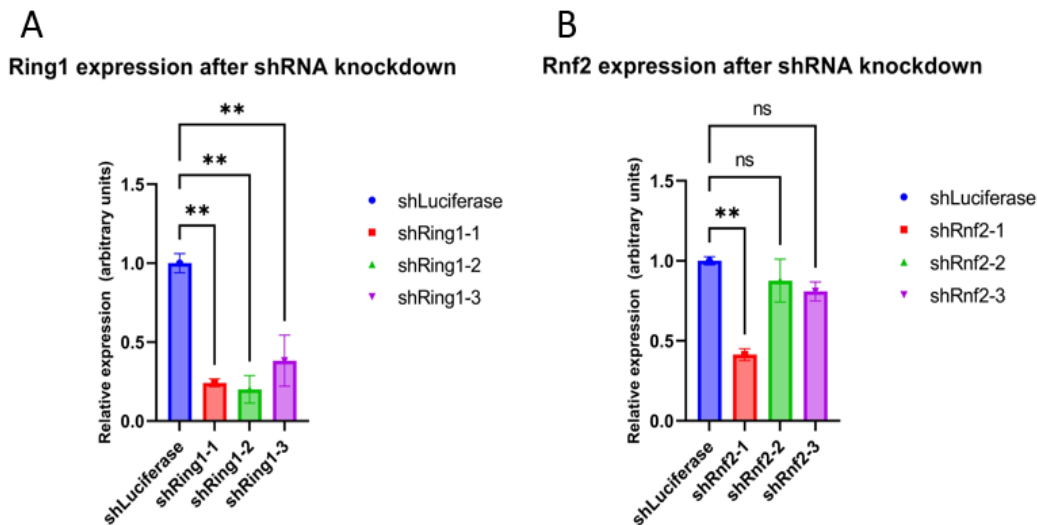 A
Ring1 expression after shRNA knockdown
**
**
**
Relative expression (arbitrary units)
1.5
1.0
0.5
0.0
shLuciferase
shRing1-1
shRing1-2
shRing1-3
shLuciferase
shRing1-1
shRing1-2
shRing1-3
B
Rnf2 expression after shRNA knockdown
ns
ns
**
Relative expression (arbitrary units)
1.5
1.0
0.5
0.0
shLuciferase
shRnf2-1
shRnf2-2
shRnf2-3
shLuciferase
shRnf2-1
shRnf2-2
shRnf2-3